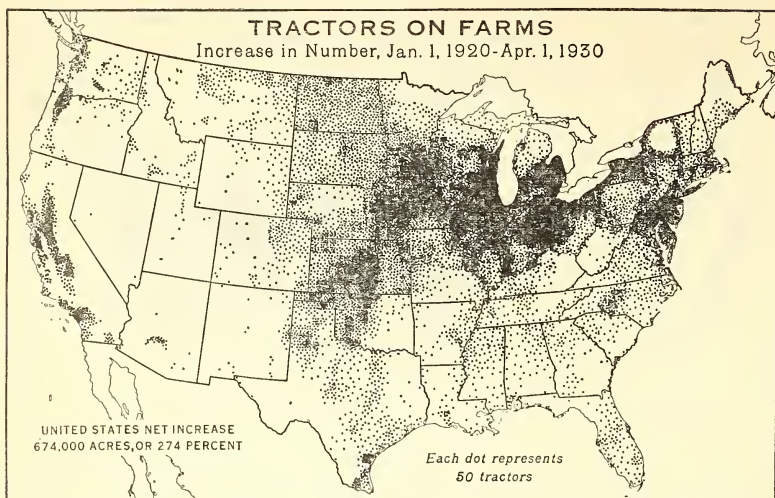 TRACTORS ON FARMS
Increase in Number, Jan. 1, 1920-Apr. 1, 1930
UNITED STATES NET INCREASE
674,000 ACRES, OR 274 PERCENT
Each dot represents
50 tractors